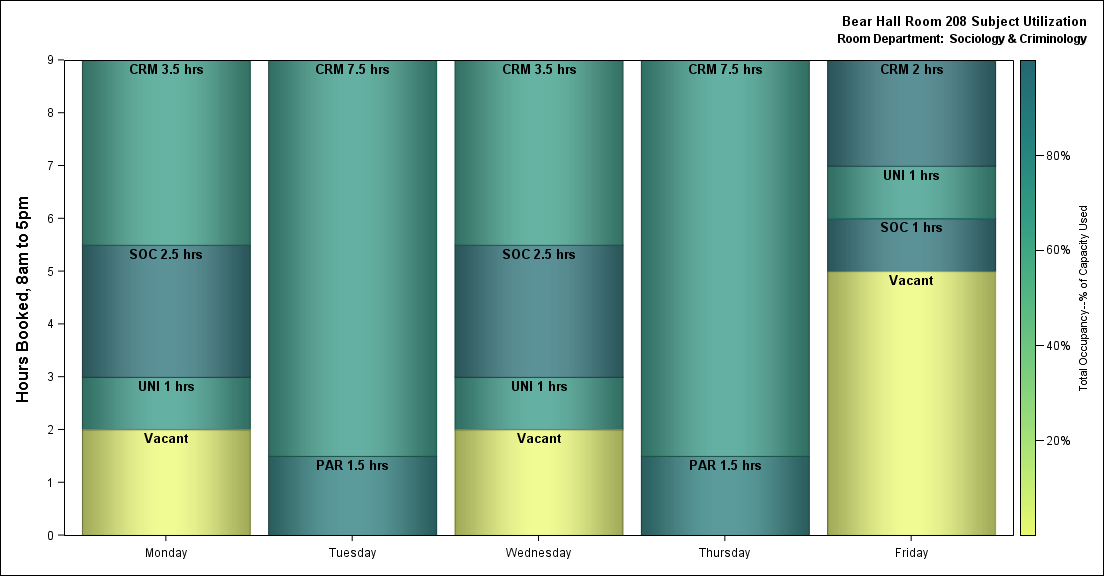 Bear Hall Room 208 Subject Utilization
Room Department: Sociology & Criminology
Hours Booked, 8am to 5pm
9
8
7
6
5
4
3
2
1
0
CRM 3.5 hrs
SOC 2.5 hrs
UNI 1 hrs
Vacant
Monday
CRM 7.5 hrs
PAR 1.5 hrs
Tuesday
CRM 3.5 hrs
SOC 2.5 hrs
UNI 1 hrs
Vacant
Wednesday
CRM 7.5 hrs
PAR 1.5 hrs
Thursday
CRM 2 hrs
UNI 1 hrs
SOC 1 hrs
Vacant
Friday
80%
60%
40%
20%
Total Occupancy--% of Capacity Used